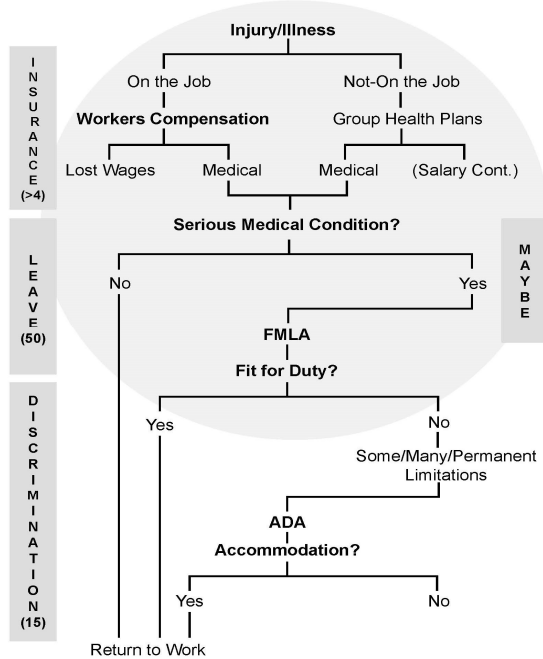 Injury/Illness
On the Job
Not-On the Job
Workers Compensation
Group Health Plans
Lost Wages
Medical
Medical
(Salary Cont.)
INSURANCE
(>4)
Serious Medical Condition?
No
Yes
LEAVE
(50)
MAYBE
FMLA
Fit for Duty?
Yes
No
Some/Many/Permanent
Limitations
ADA
Accommodation?
Yes
No
DISCRIMINATION
(15)
Return to Work